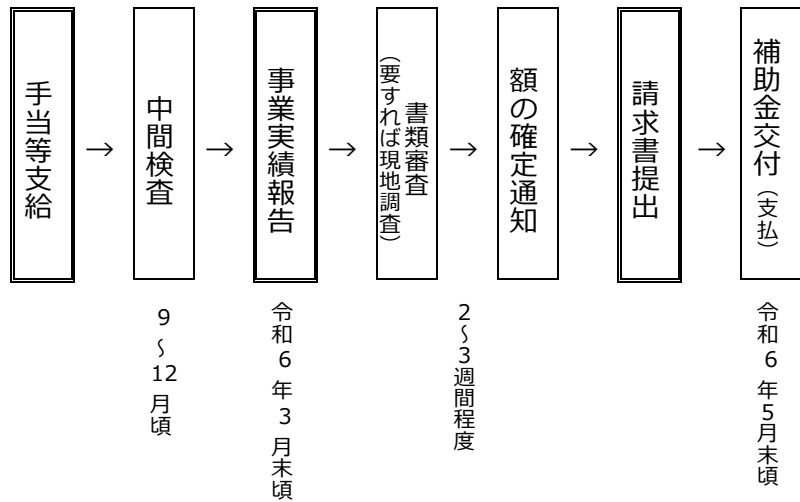 手当等支給
→
中間検査
→
事業実績報告
→
書類審査
（要すれば現地調査）
→
額の確定通知
→
請求書提出
→
補助金交付（支払）
9～12月頃
令和6年3月末頃
2～3週間程度
令和6年5月末頃